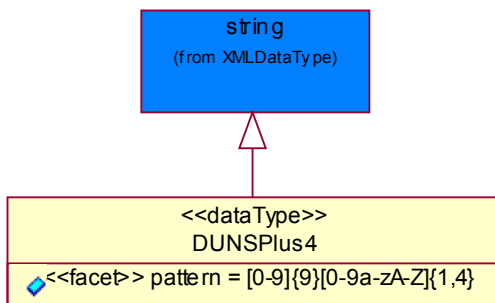 string
(from XMLDataType)
<<dataType>>
DUNSPlus4
<<facet>> pattern = [0-9]{9}[0-9a-zA-Z]{1,4}